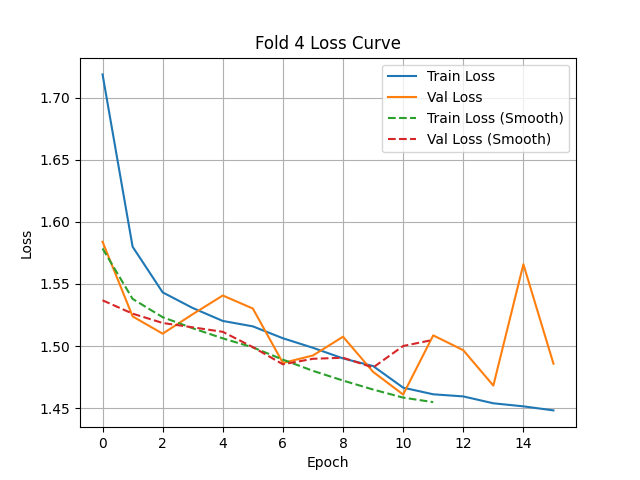 Fold 4 Loss Curve
Train Loss
Val Loss
Train Loss (Smooth)
Val Loss (Smooth)
Loss
1.70
1.65
1.60
1.55
1.50
1.45
0 2 4 6 8 10 12 14
Epoch